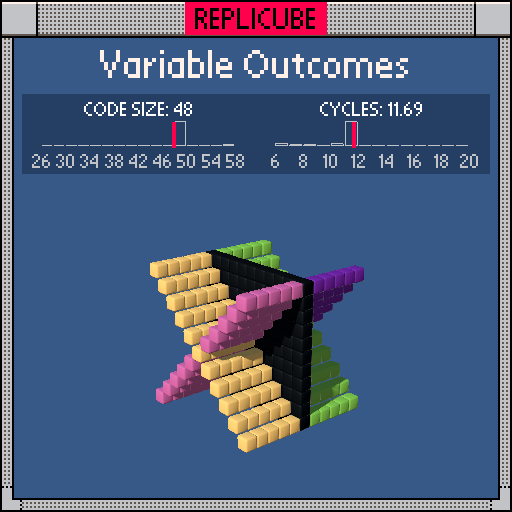 REPLICUBE
Variable Outcomes
CODE SIZE: 48
CYCLES: 11.69
26 30 34 38 42 46 50 54 58
6 8 10 12 14 16 18 20